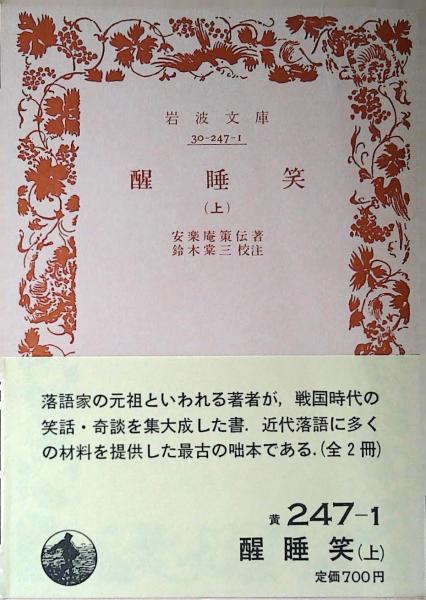 岩波文庫
30-247-1
醒睡笑
(上)
安楽庵策伝著
鈴木棠三校注
落語家の元祖といわれる著者が，戦国時代の
笑話・奇談を集大成した書．近代落語に多く
の材料を提供した最古の咄本である．(全2冊)
黄 247-1
醒睡笑(上)
定価700円